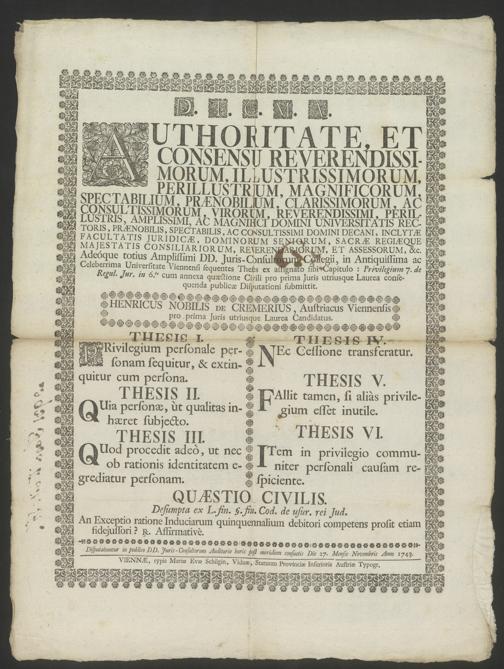 D. T. C. N. A.
AUTHORITATE, ET
CONSENSU REVERENDISSI-
MORUM, ILLUSTRISSIMORUM,
PERILLUSTRIUM, MAGNIFICORUM,
SPECTABILIUM, PRÆNOBILIUM, CLARISSIMORUM, AC
CONSULTISSIMORUM, VIRORUM, REVERENDISSIMI, PERIL-
LUSTRIS, AMPLISSIMI, AC MAGNIFICI DOMINI UNIVERSITATIS REC-
TORIS, PRÆNOBILIS, SPECTABILIS, AC CONSULTISSIMI DOMINI DECANI, INCLYTÆ
FACULTATIS JURIDICÆ, DOMINORUM SENIORUM, SACRÆ REGIÆQUE
MAJESTATIS CONSILIARIORUM, REFERENDARIORUM, ET ASSESSORUM, &c.
Adeóque totius Amplissimi DD. Juris-Consultorum Collegii, in Antiquissima ac
Celeberrima Universitate Viennensi sequentes Theses ex assignato sibi Capitulo: Privilegium 7. de
Regul. Jur. in 6.to cum annexa quæstione Civili pro prima Juris utriusque Laurea conse-
quenda publicæ Disputationi submittit.
HENRICUS NOBILIS DE CREMERIUS, Austriacus Viennensis
pro prima Juris utriusque Laurea Candidatus.
THESIS I.
PRivilegium personale per-
sonam sequitur, & extin-
quitur cum persona.
THESIS II.
QUia personæ, ùt qualitas in-
hæret subjecto.
THESIS III.
QUod procedit adeò, ut nec
ob rationis identitatem e-
grediatur personam.
THESIS IV.
NEc Cessione transferatur.
THESIS V.
FAllit tamen, si aliàs privile-
gium esset inutile.
THESIS VI.
ITem in privilegio commu-
niter personali causam re-
spiciente.
QUÆSTIO CIVILIS.
Desumpta ex L. fin. §. fin. Cod. de usur. rei Jud.
An Exceptio ratione Induciarum quinquennalium debitori competens prosit etiam
fidejussori? R. Affirmativè.
Disputabuntur in publico DD. Juris-Consultorum Auditorio horis post meridiem consuetis Die 27. Mensis Novembris Anno 1743.
VIENNÆ, typis Mariæ Evæ Schilgin, Viduæ, Statuum Provinciæ Inferioris Austriæ Typogr.